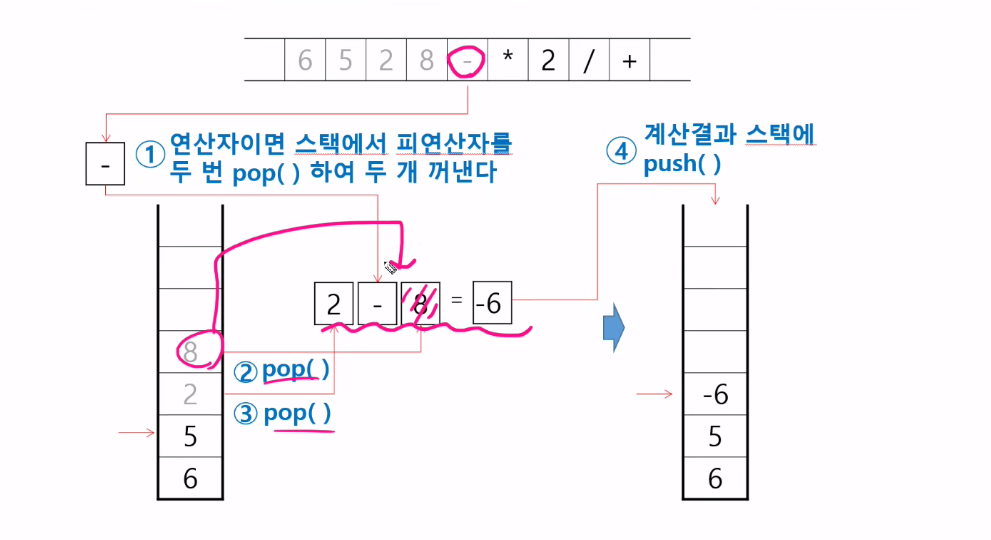 6 5 2 8 - * 2 / +
-
① 연산자이면 스택에서 피연산자를
두 번 pop( ) 하여 두 개 꺼낸다
④ 계산결과 스택에
push( )
2 - 8 = -6
8
② pop( )
2
③ pop( )
5
6
-6
5
6